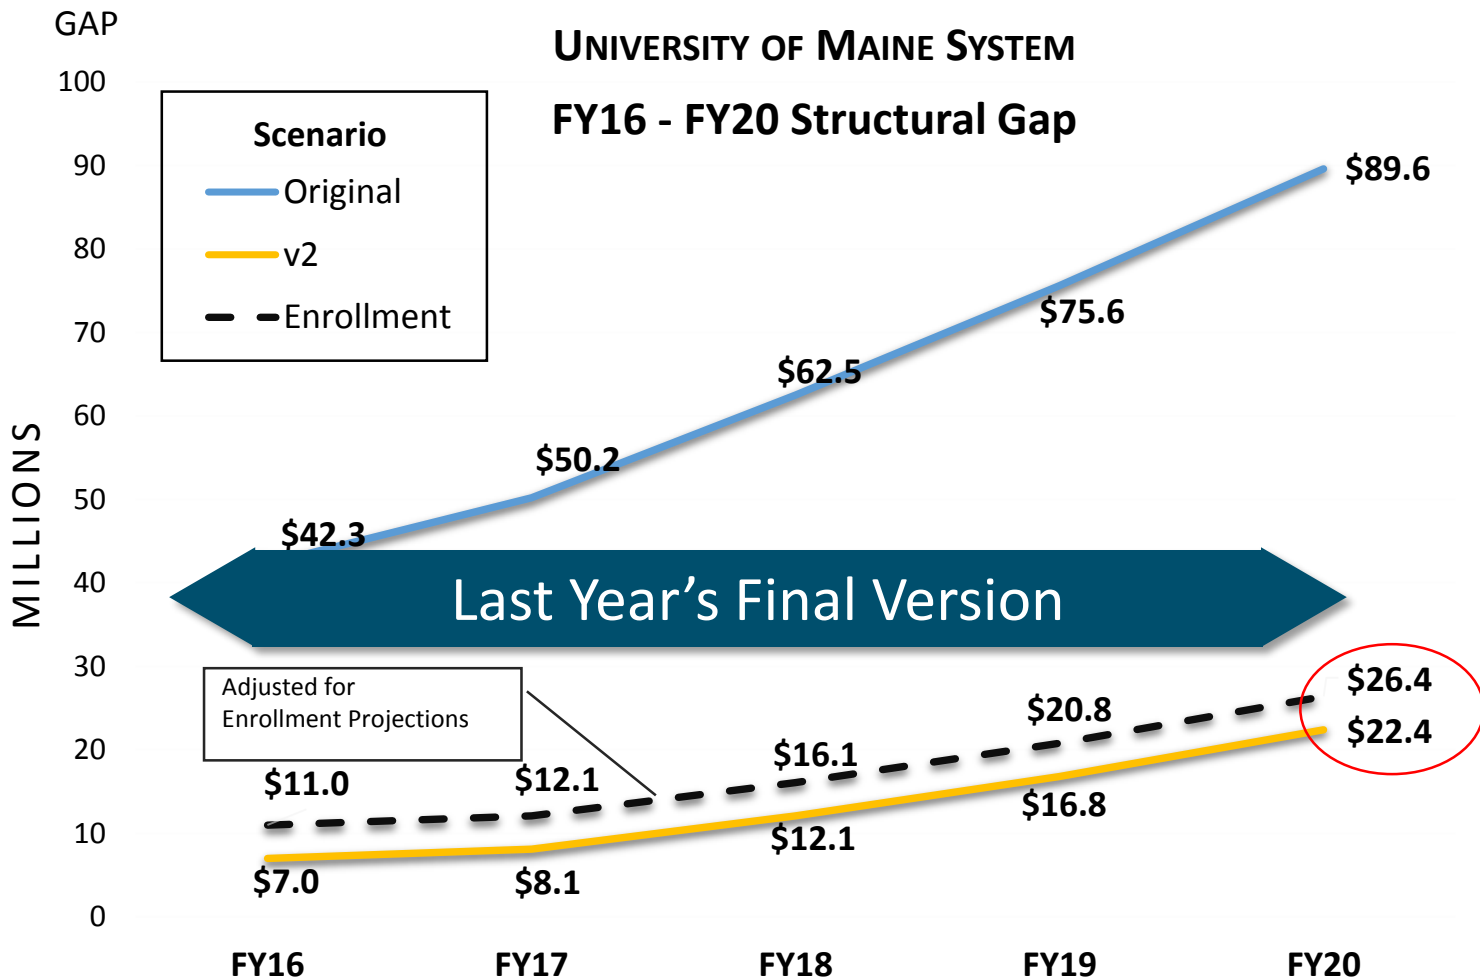 GAP
UNIVERSITY OF MAINE SYSTEM
FY16 - FY20 Structural Gap
100
90
80
70
60
50
40
30
20
10
0
MILLIONS
Scenario
Original
v2
Enrollment
$42.3
$50.2
$62.5
$75.6
$89.6
Last Year’s Final Version
Adjusted for
Enrollment Projections
$11.0
$12.1
$16.1
$20.8
$26.4
$7.0
$8.1
$12.1
$16.8
$22.4
FY16
FY17
FY18
FY19
FY20